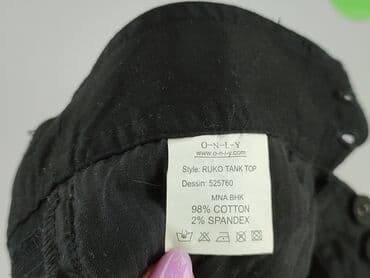 O-N-L-Y
www.o-n-l-y.com
Style: RUKO TANK TOP
Dessin: 525760
MNA BHK
98% COTTON
2% SPANDEX